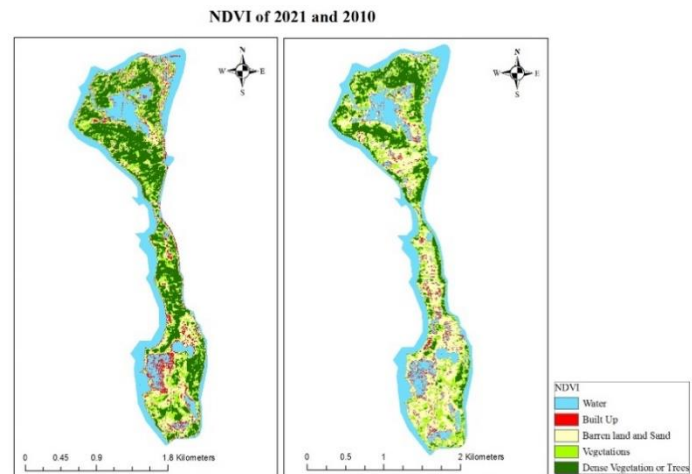 NDVI of 2021 and 2010
N
W E
S
0 0.45 0.9 1.8 Kilometers
N
W E
S
0 0.5 1 2 Kilometers
NDVI
Water
Built Up
Barren land and Sand
Vegetations
Dense Vegetation or Trees